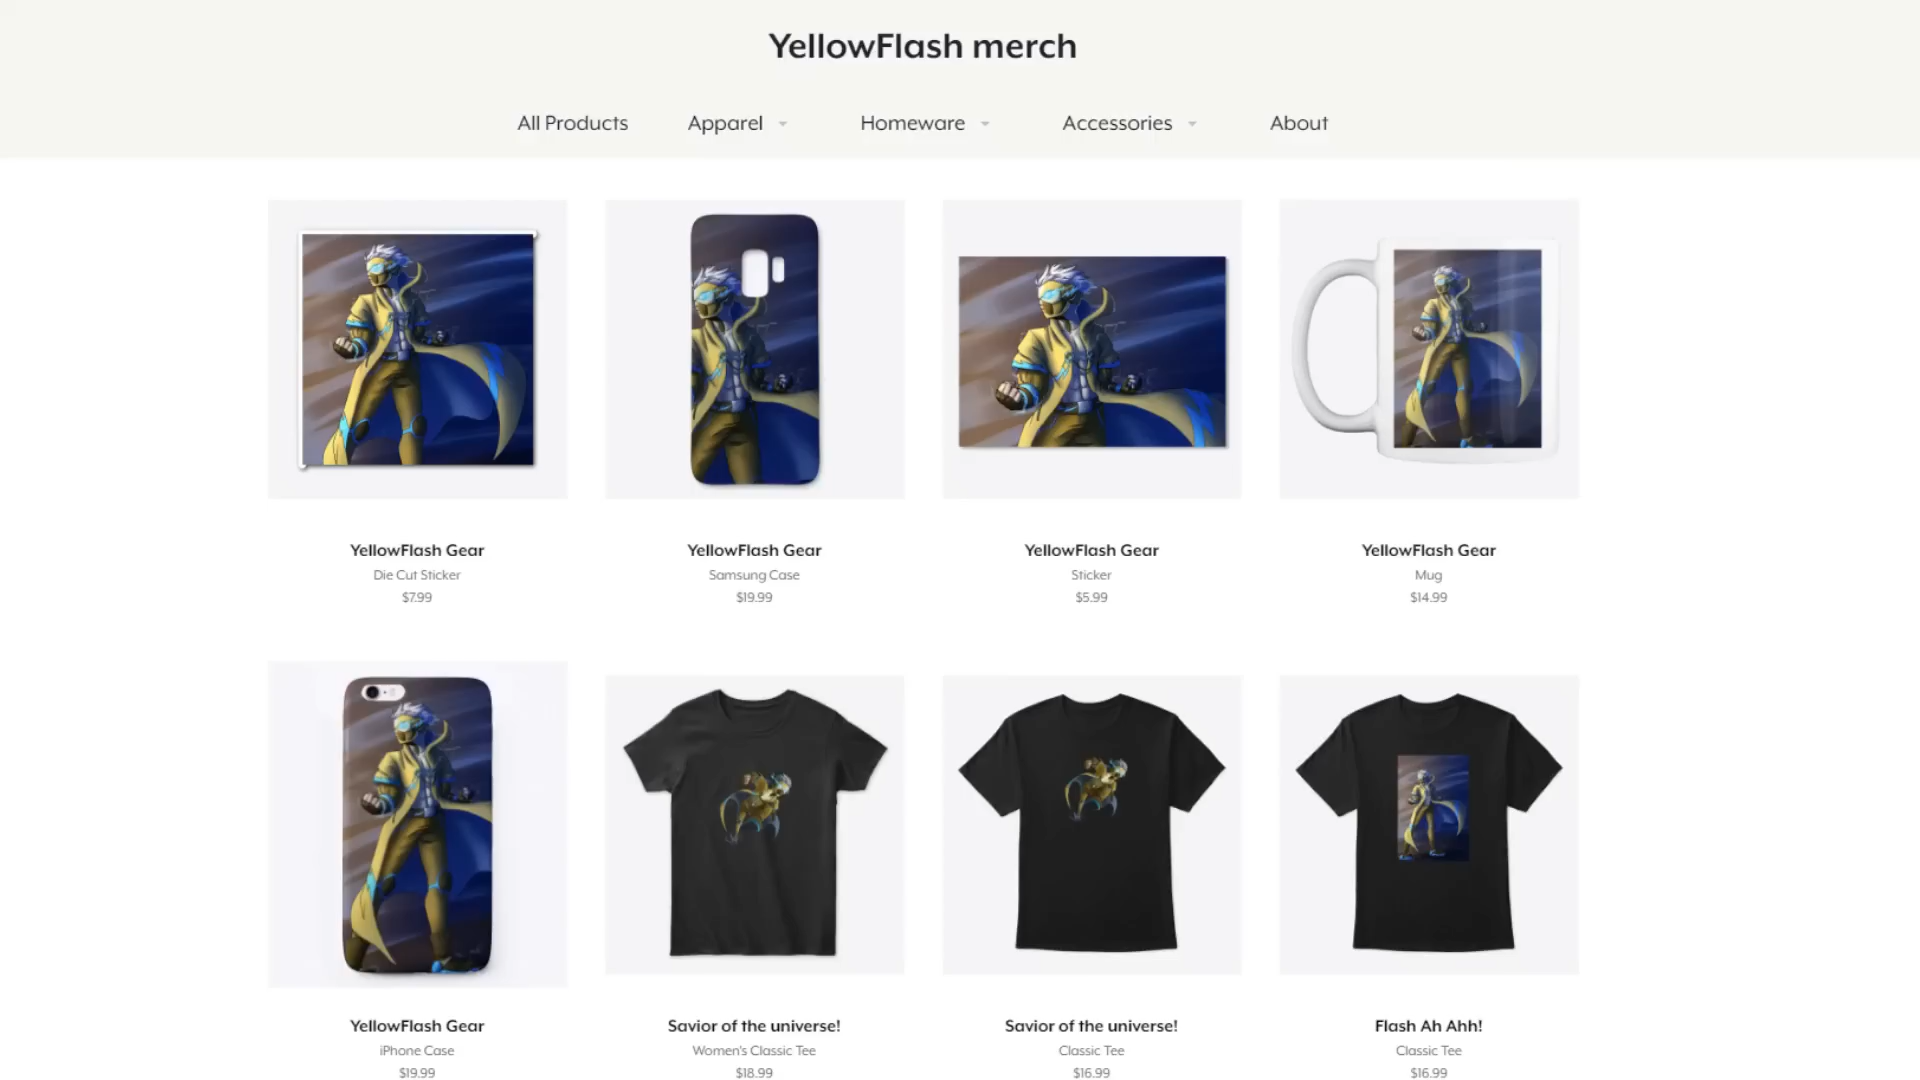 YellowFlash merch
All Products Apparel Homeware Accessories About
YellowFlash Gear
Die Cut Sticker
$7.99
YellowFlash Gear
Samsung Case
$19.99
YellowFlash Gear
Sticker
$5.99
YellowFlash Gear
Mug
$14.99
YellowFlash Gear
iPhone Case
$19.99
Savior of the universe!
Women's Classic Tee
$18.99
Savior of the universe!
Classic Tee
$16.99
Flash Ah Ahh!
Classic Tee
$16.99